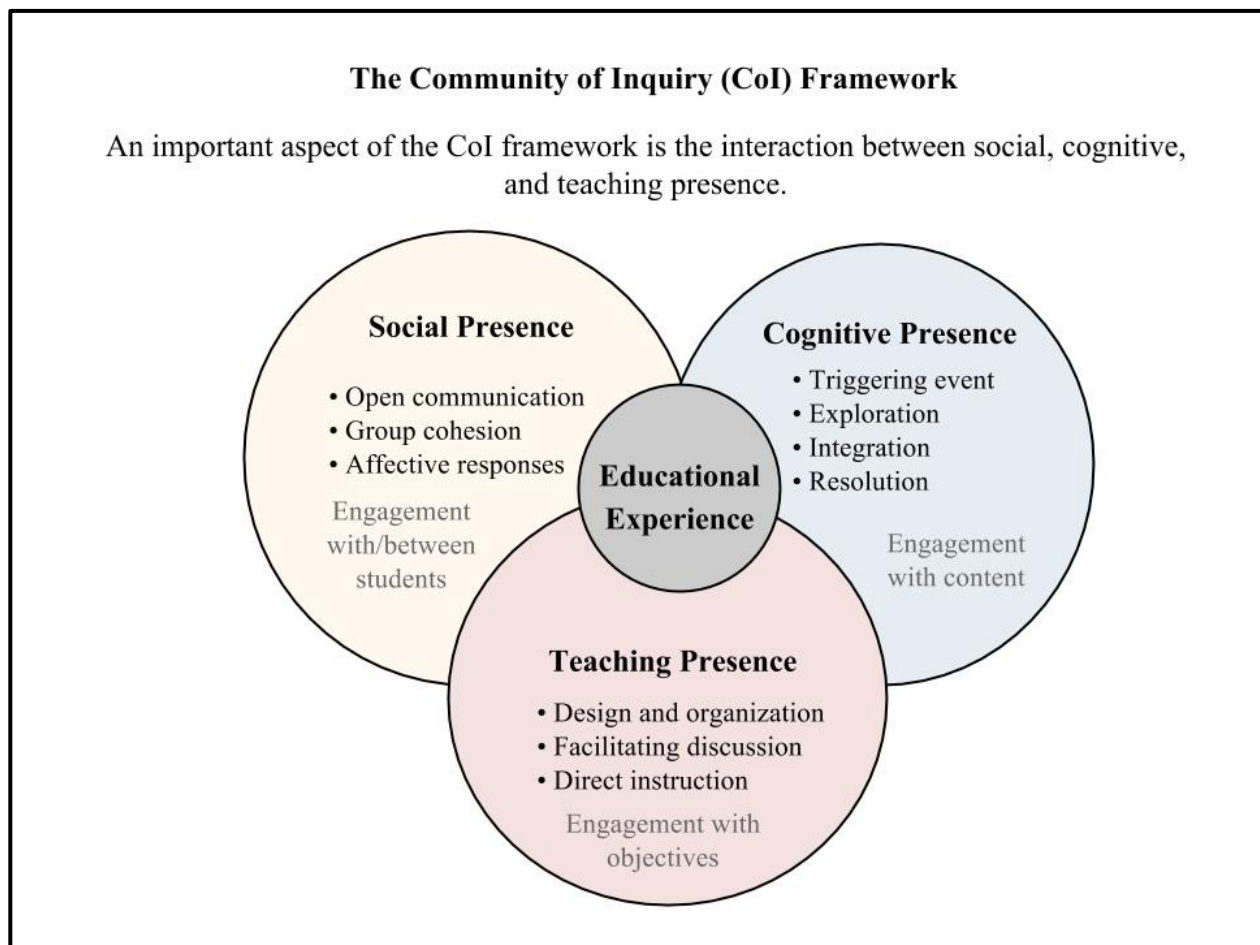 The Community of Inquiry (CoI) Framework
An important aspect of the CoI framework is the interaction between social, cognitive,
and teaching presence.
Social Presence
• Open communication
• Group cohesion
• Affective responses
Engagement
with/between
students
Cognitive Presence
• Triggering event
• Exploration
• Integration
• Resolution
Engagement
with content
Educational
Experience
Teaching Presence
• Design and organization
• Facilitating discussion
• Direct instruction
Engagement with
objectives